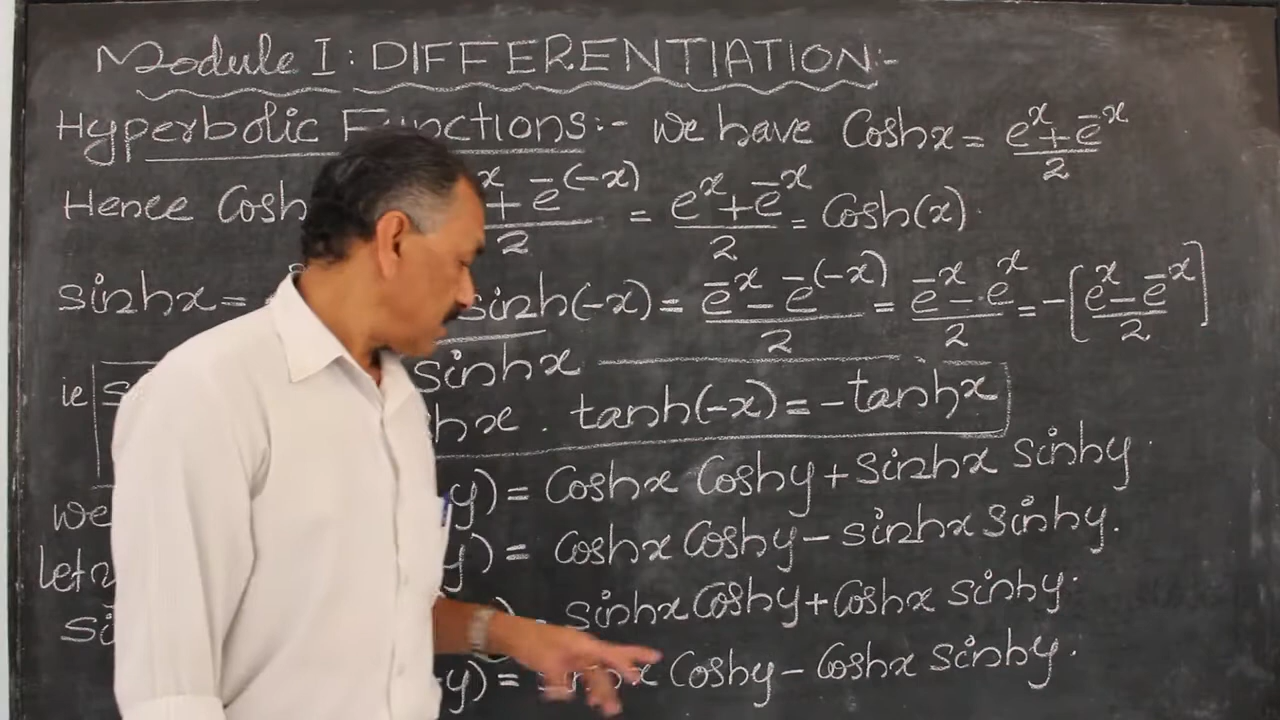 Module I : DIFFERENTIATION:-
Hyperbolic Functions:- we have Coshx = (e^x + e^-x)/2
Hence Cosh x + e^-(-x)/2 = (e^x + e^-x)/2 = Cosh(x).
sinhx = sinh(-x) = (e^-x - e^-(-x))/2 = (e^-x - e^x)/2 = -[(e^x - e^-x)/2]
ie sinhx
hx . tanh(-x) = -tanhx
we y) = Coshx Coshy + sinhx sinhy.
let y) = coshx Coshy - sinhx sinhy.
si ) = sinhx Coshy + Coshx sinhy.
y) = sinhx Coshy - Coshx sinhy.